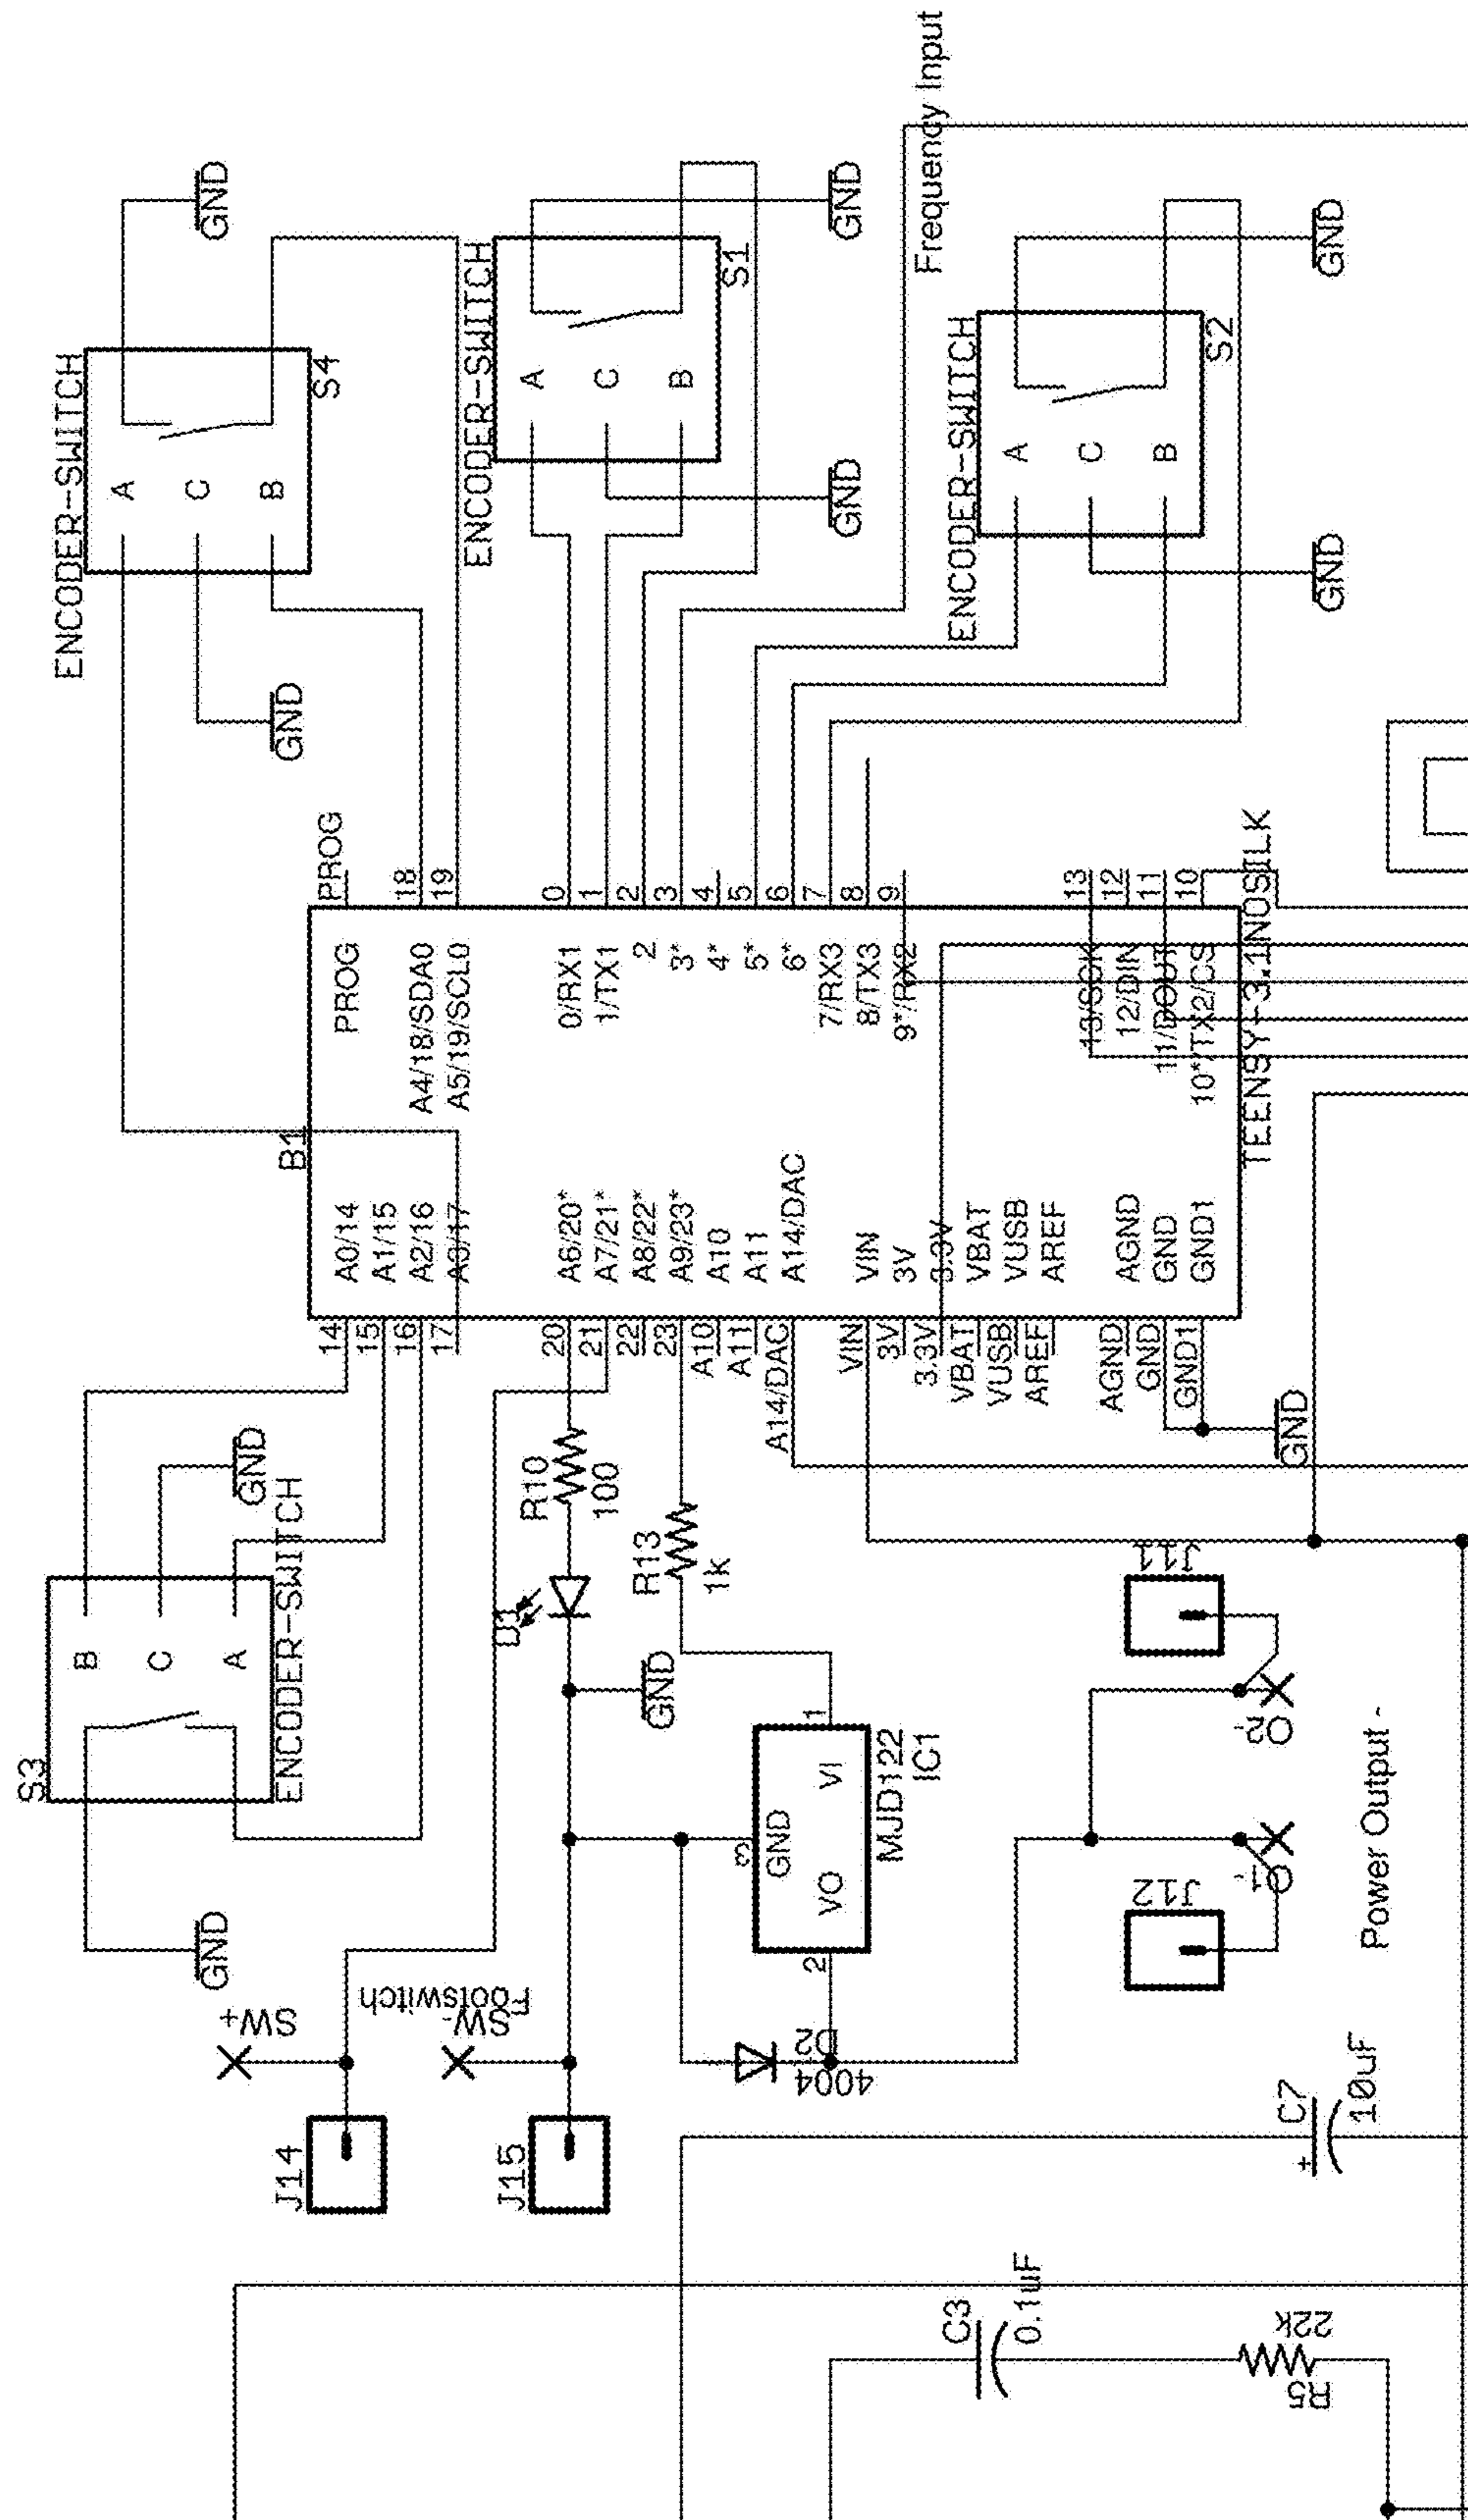 Frequency Input
GND
GND
GND
GND
GND
GND
GND
ENCODER-SWITCH
A
C
B
S4
ENCODER-SWITCH
A
C
B
S1
ENCODER-SWITCH
A
C
B
S2
PROG
18
19
0
1
2
3
4
5
6
7
8
9
13
12
11
10
PROG
A4/18/SDA0
A5/19/SCL0
0/RX1
1/TX1
2
3*
4*
5*
6*
7/RX3
8/TX3
9*/RX2
13/SCK
12/DIN
11/DOUT
10*/TX2/CS
TEENSY-3.1NOSILK
B1
A0/14
A1/15
A2/16
A3/17
A6/20*
A7/21*
A8/22*
A9/23*
A10
A11
A14/DAC
VIN
3V
3.3V
VBAT
VUSB
AREF
AGND
GND
GND1
14
15
16
17
20
21
22
23
A10
A11
A14/DAC
VIN
3V
3.3V
VBAT
VUSB
AREF
AGND
GND
GND1
GND
GND
B
C
A
S3
ENCODER-SWITCH
GND
R10
100
R13
1k
D1
GND
1
VI
GND
3
VO
2
MJD122
IC1
J11
O2-
O1-
J12
Power Output -
SW+
Footswitch
SW-
D2
4004
J14
J15
C7
+
10uF
C3
0.1uF
22k
R5